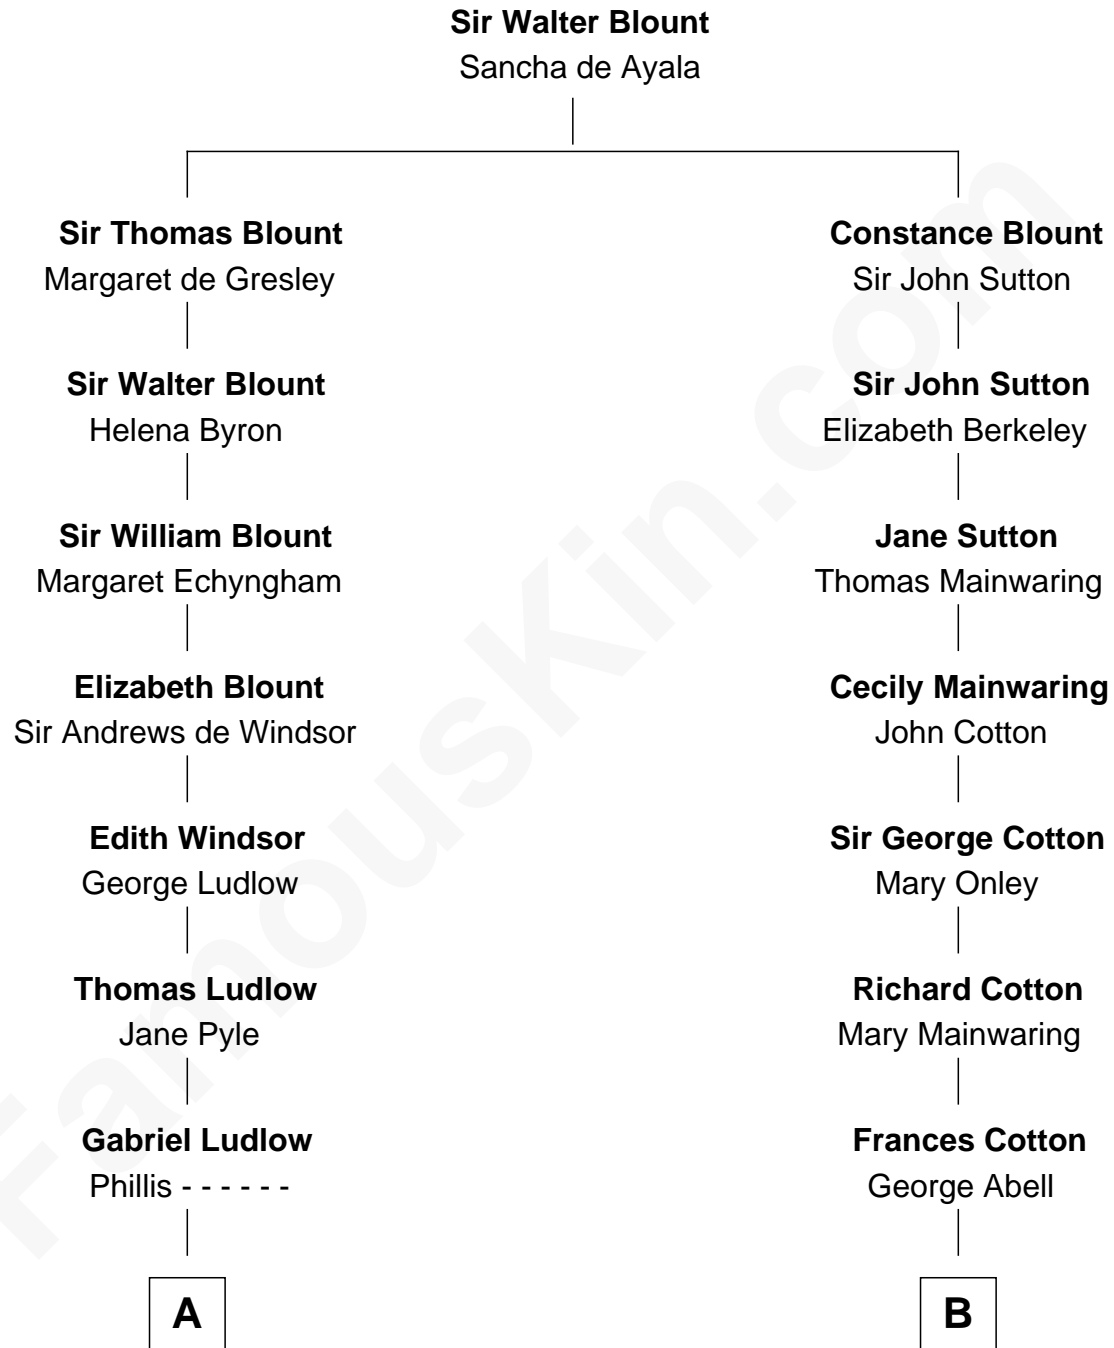 Sir Walter Blount
Sancha de Ayala
Sir Thomas Blount
Margaret de Gresley
Constance Blount
Sir John Sutton
Sir Walter Blount
Helena Byron
Sir John Sutton
Elizabeth Berkeley
Sir William Blount
Margaret Echyngham
Jane Sutton
Thomas Mainwaring
Elizabeth Blount
Sir Andrews de Windsor
Cecily Mainwaring
John Cotton
Edith Windsor
George Ludlow
Sir George Cotton
Mary Onley
Thomas Ludlow
Jane Pyle
Richard Cotton
Mary Mainwaring
Gabriel Ludlow
Phillis - - - - - -
Frances Cotton
George Abell
A
B
FamousKin.com